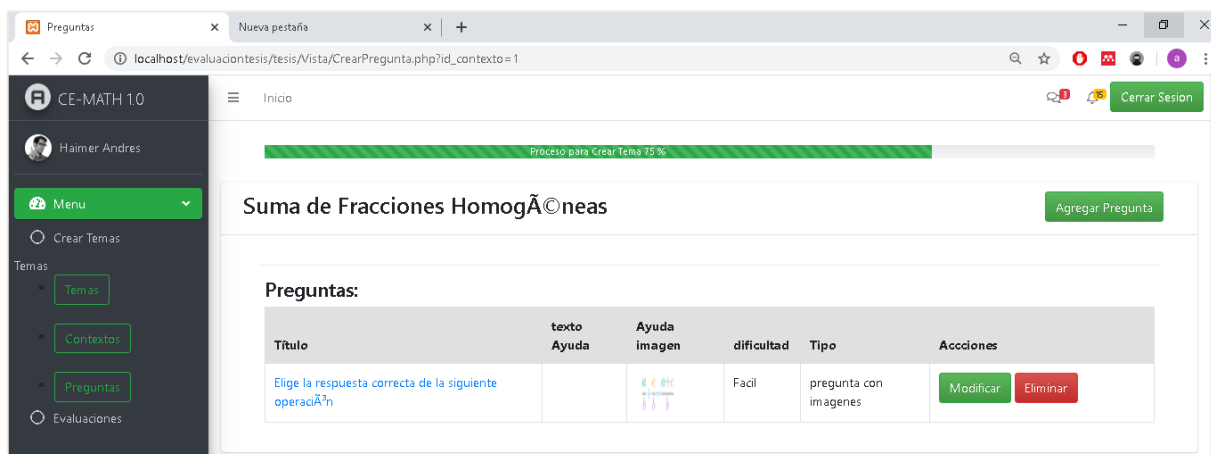 Preguntas
Nueva pestaña
localhost/evaluaciontesis/tesis/Vista/CrearPregunta.php?id_contexto=1
a
CE-MATH 1.0
Inicio
3
15
Cerrar Sesion
Haimer Andres
Proceso para Crear Tema 75 %
Menu
Suma de Fracciones HomogÃ©neas
Agregar Pregunta
Crear Temas
Temas
Temas
Contextos
Preguntas
Evaluaciones
Preguntas:
Título
texto Ayuda
Ayuda imagen
dificultad
Tipo
Accciones
Elige la respuesta correcta de la siguiente
operaciÃ³n
Facil
pregunta con
imagenes
Modificar
Eliminar